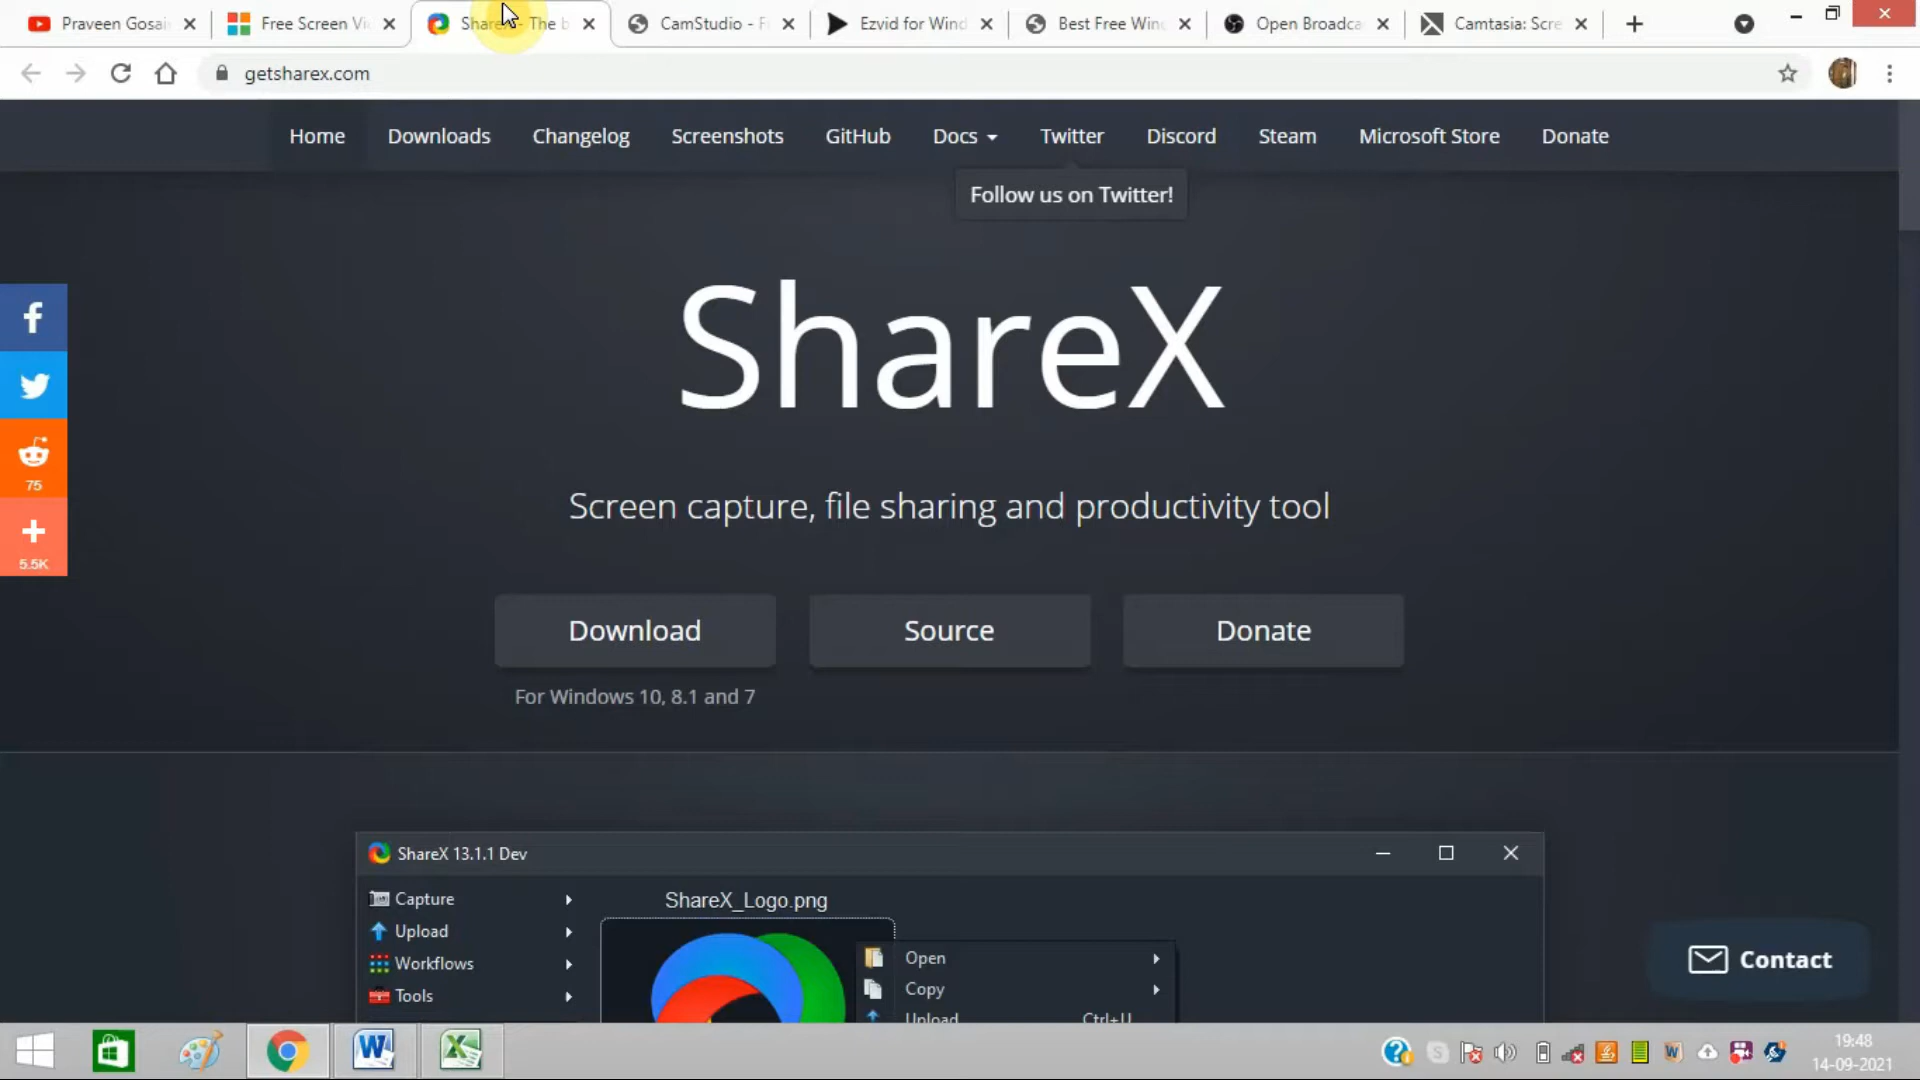 Praveen Gosai
Free Screen Vi
ShareX - The b
CamStudio - F
Ezvid for Wind
Best Free Winc
Open Broadca
Camtasia: Scre
getsharex.com
Home
Downloads
Changelog
Screenshots
GitHub
Docs
Twitter
Discord
Steam
Microsoft Store
Donate
Follow us on Twitter!
ShareX
Screen capture, file sharing and productivity tool
75
5.5K
Download
Source
Donate
For Windows 10, 8.1 and 7
ShareX 13.1.1 Dev
Capture
Upload
Workflows
Tools
ShareX_Logo.png
Open
Copy
Upload Ctrl+U
Contact
19:48
14-09-2021